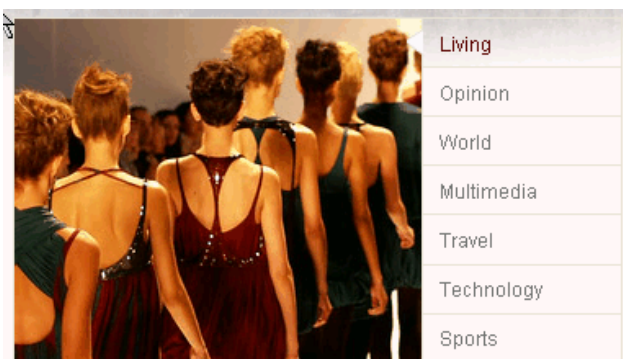 Living
Opinion
World
Multimedia
Travel
Technology
Sports